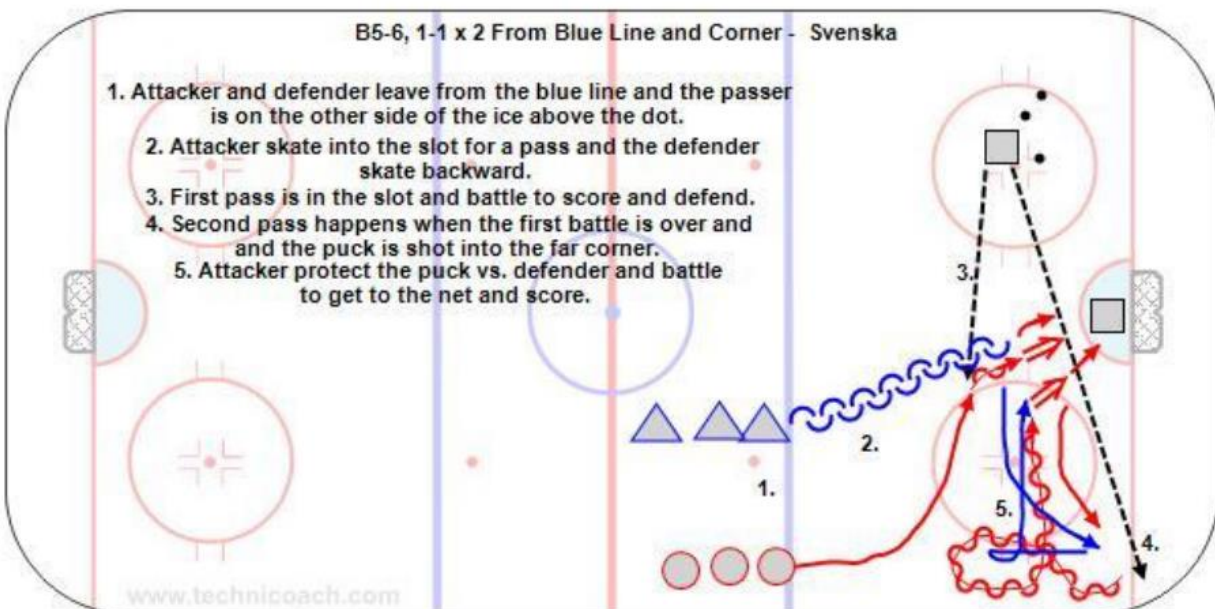 B5-6, 1-1 x 2 From Blue Line and Corner - Svenska
1. Attacker and defender leave from the blue line and the passer
is on the other side of the ice above the dot.
2. Attacker skate into the slot for a pass and the defender
skate backward.
3. First pass is in the slot and battle to score and defend.
4. Second pass happens when the first battle is over and
and the puck is shot into the far corner.
5. Attacker protect the puck vs. defender and battle
to get to the net and score.
3.
2.
1.
5.
4.
www.technicoach.com